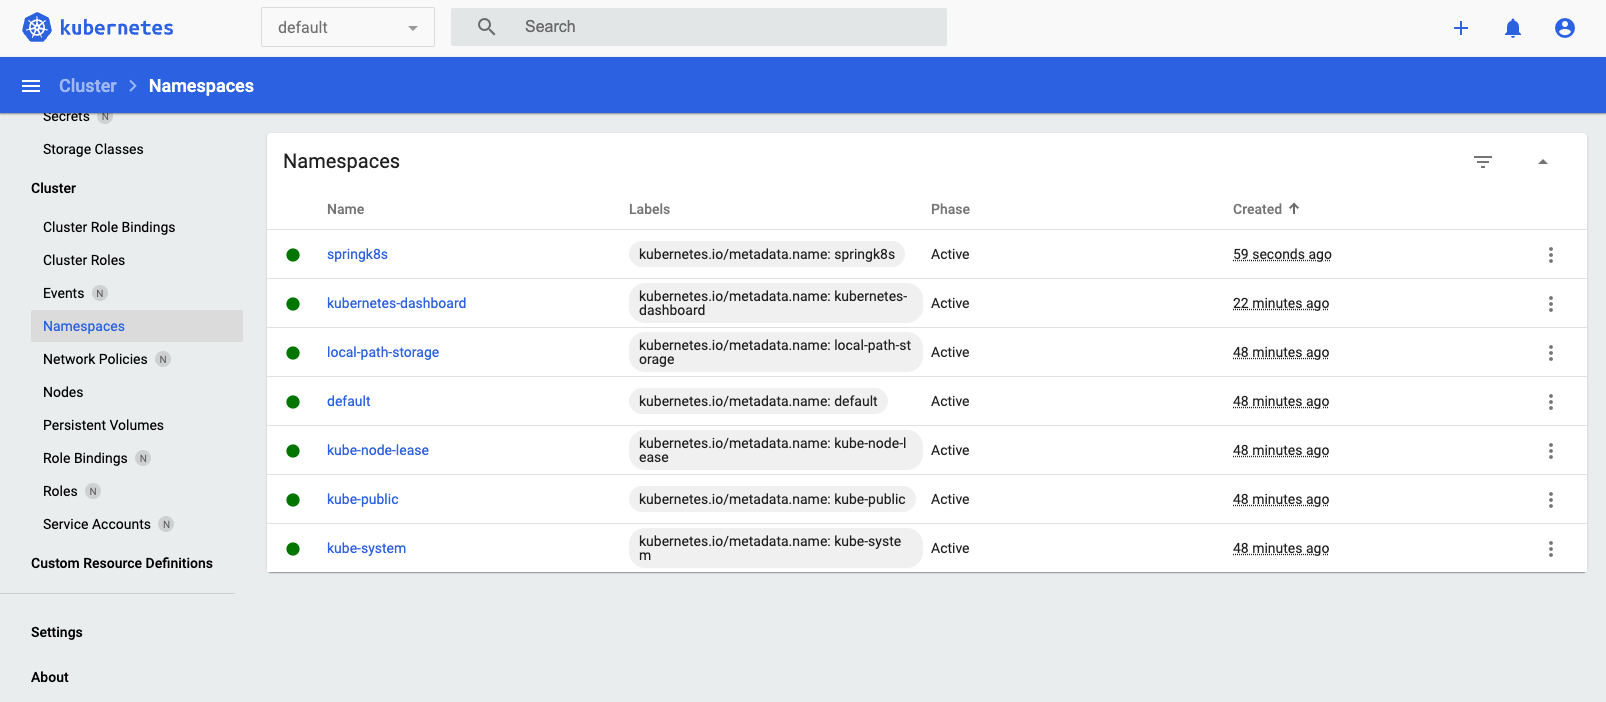 kubernetes
default
Search
Cluster
Namespaces
Secrets N
Storage Classes
Cluster
Cluster Role Bindings
Cluster Roles
Events N
Namespaces
Network Policies N
Nodes
Persistent Volumes
Role Bindings N
Roles N
Service Accounts N
Custom Resource Definitions
Settings
About
Namespaces
Name Labels Phase Created
springk8s kubernetes.io/metadata.name: springk8s Active 59 seconds ago
kubernetes-dashboard kubernetes.io/metadata.name: kubernetes-
dashboard Active 22 minutes ago
local-path-storage kubernetes.io/metadata.name: local-path-st
orage Active 48 minutes ago
default kubernetes.io/metadata.name: default Active 48 minutes ago
kube-node-lease kubernetes.io/metadata.name: kube-node-l
ease Active 48 minutes ago
kube-public kubernetes.io/metadata.name: kube-public Active 48 minutes ago
kube-system kubernetes.io/metadata.name: kube-syste
m Active 48 minutes ago